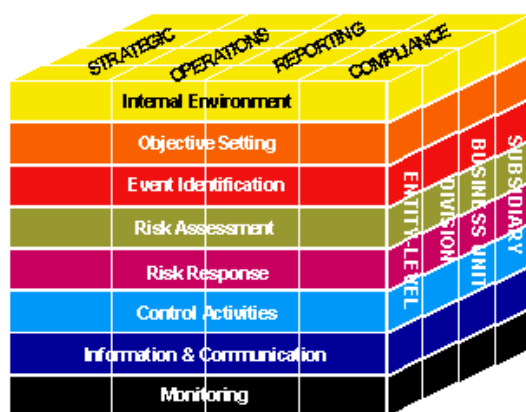 STRATEGIC
OPERATIONS
REPORTING
COMPLIANCE
Internal Environment
Objective Setting
Event Identification
Risk Assessment
Risk Response
Control Activities
Information & Communication
Monitoring
ENTITY-LEVEL
DIVISION
BUSINESS UNIT
SUBSIDIARY